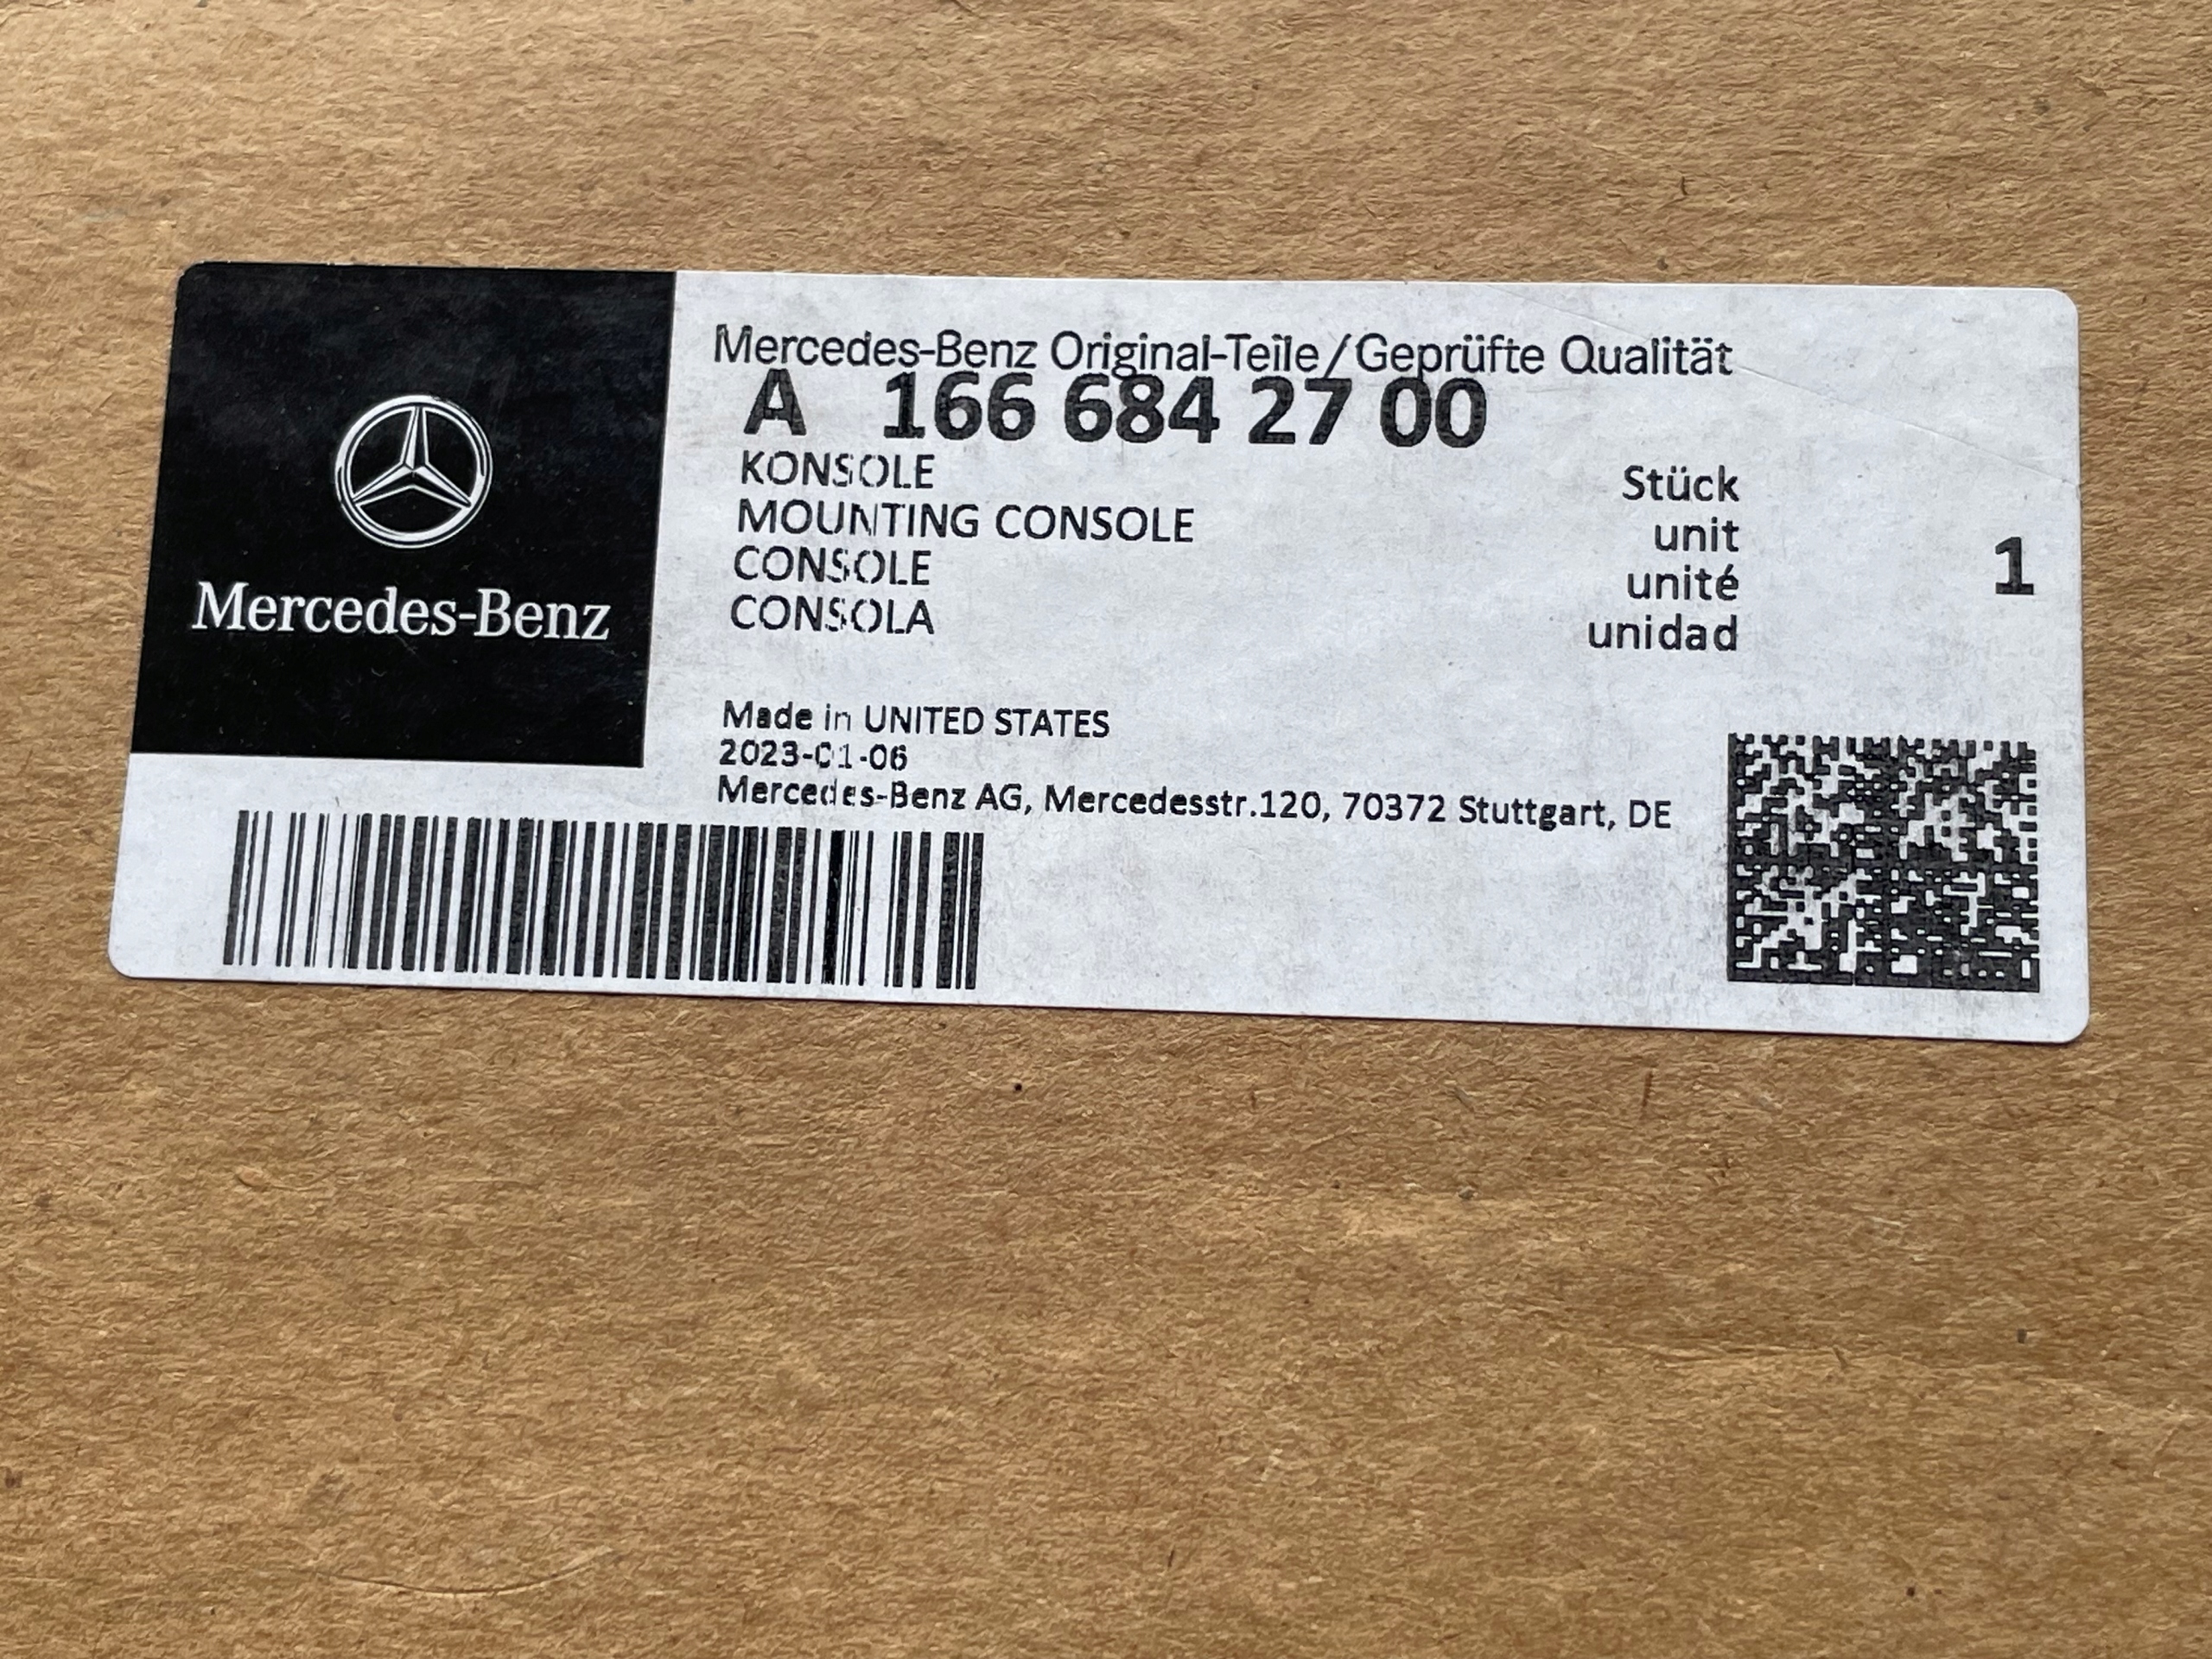 Mercedes-Benz
Mercedes-Benz Original-Teile/Geprüfte Qualität
A 166 684 27 00
KONSOLE
MOUNTING CONSOLE
CONSOLE
CONSOLA
Stück
unit
unité
unidad
1
Made in UNITED STATES
2023-01-06
Mercedes-Benz AG, Mercedesstr.120, 70372 Stuttgart, DE